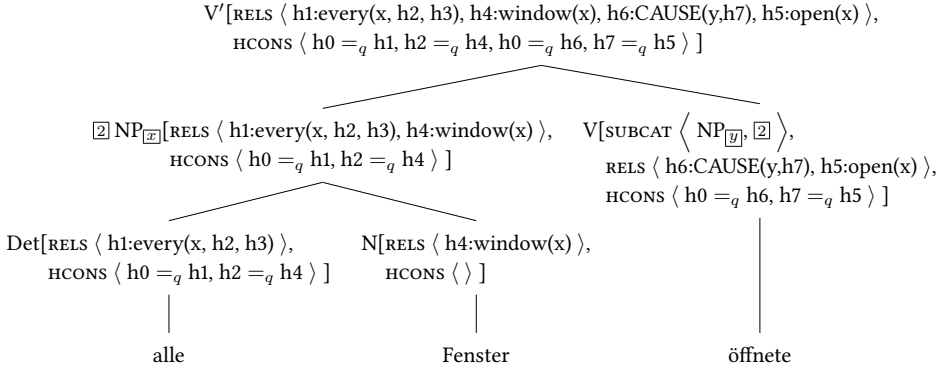 V′[RELS ⟨ h1:every(x, h2, h3), h4:window(x), h6:CAUSE(y,h7), h5:open(x) ⟩,
HCONS ⟨ h0 =q h1, h2 =q h4, h0 =q h6, h7 =q h5 ⟩ ]
2 NPx[RELS ⟨ h1:every(x, h2, h3), h4:window(x) ⟩,
HCONS ⟨ h0 =q h1, h2 =q h4 ⟩ ]
V[SUBCAT ⟨ NPy, 2 ⟩,
RELS ⟨ h6:CAUSE(y,h7), h5:open(x) ⟩,
HCONS ⟨ h0 =q h6, h7 =q h5 ⟩ ]
Det[RELS ⟨ h1:every(x, h2, h3) ⟩,
HCONS ⟨ h0 =q h1, h2 =q h4 ⟩ ]
N[RELS ⟨ h4:window(x) ⟩,
HCONS ⟨ ⟩ ]
alle
Fenster
öffnete